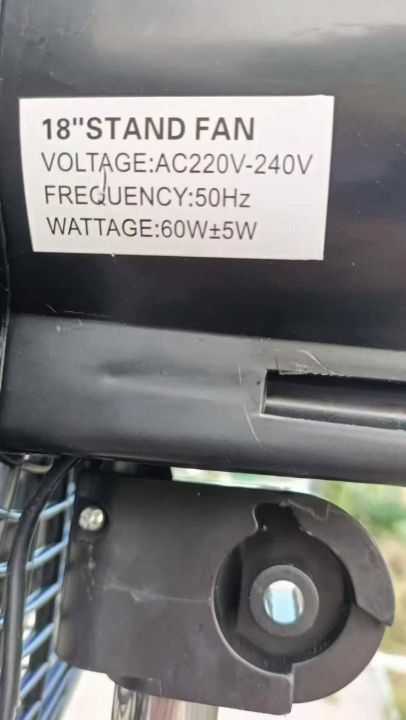 18"STAND FAN
VOLTAGE:AC220V-240V
FREQUENCY:50Hz
WATTAGE:60W±5W